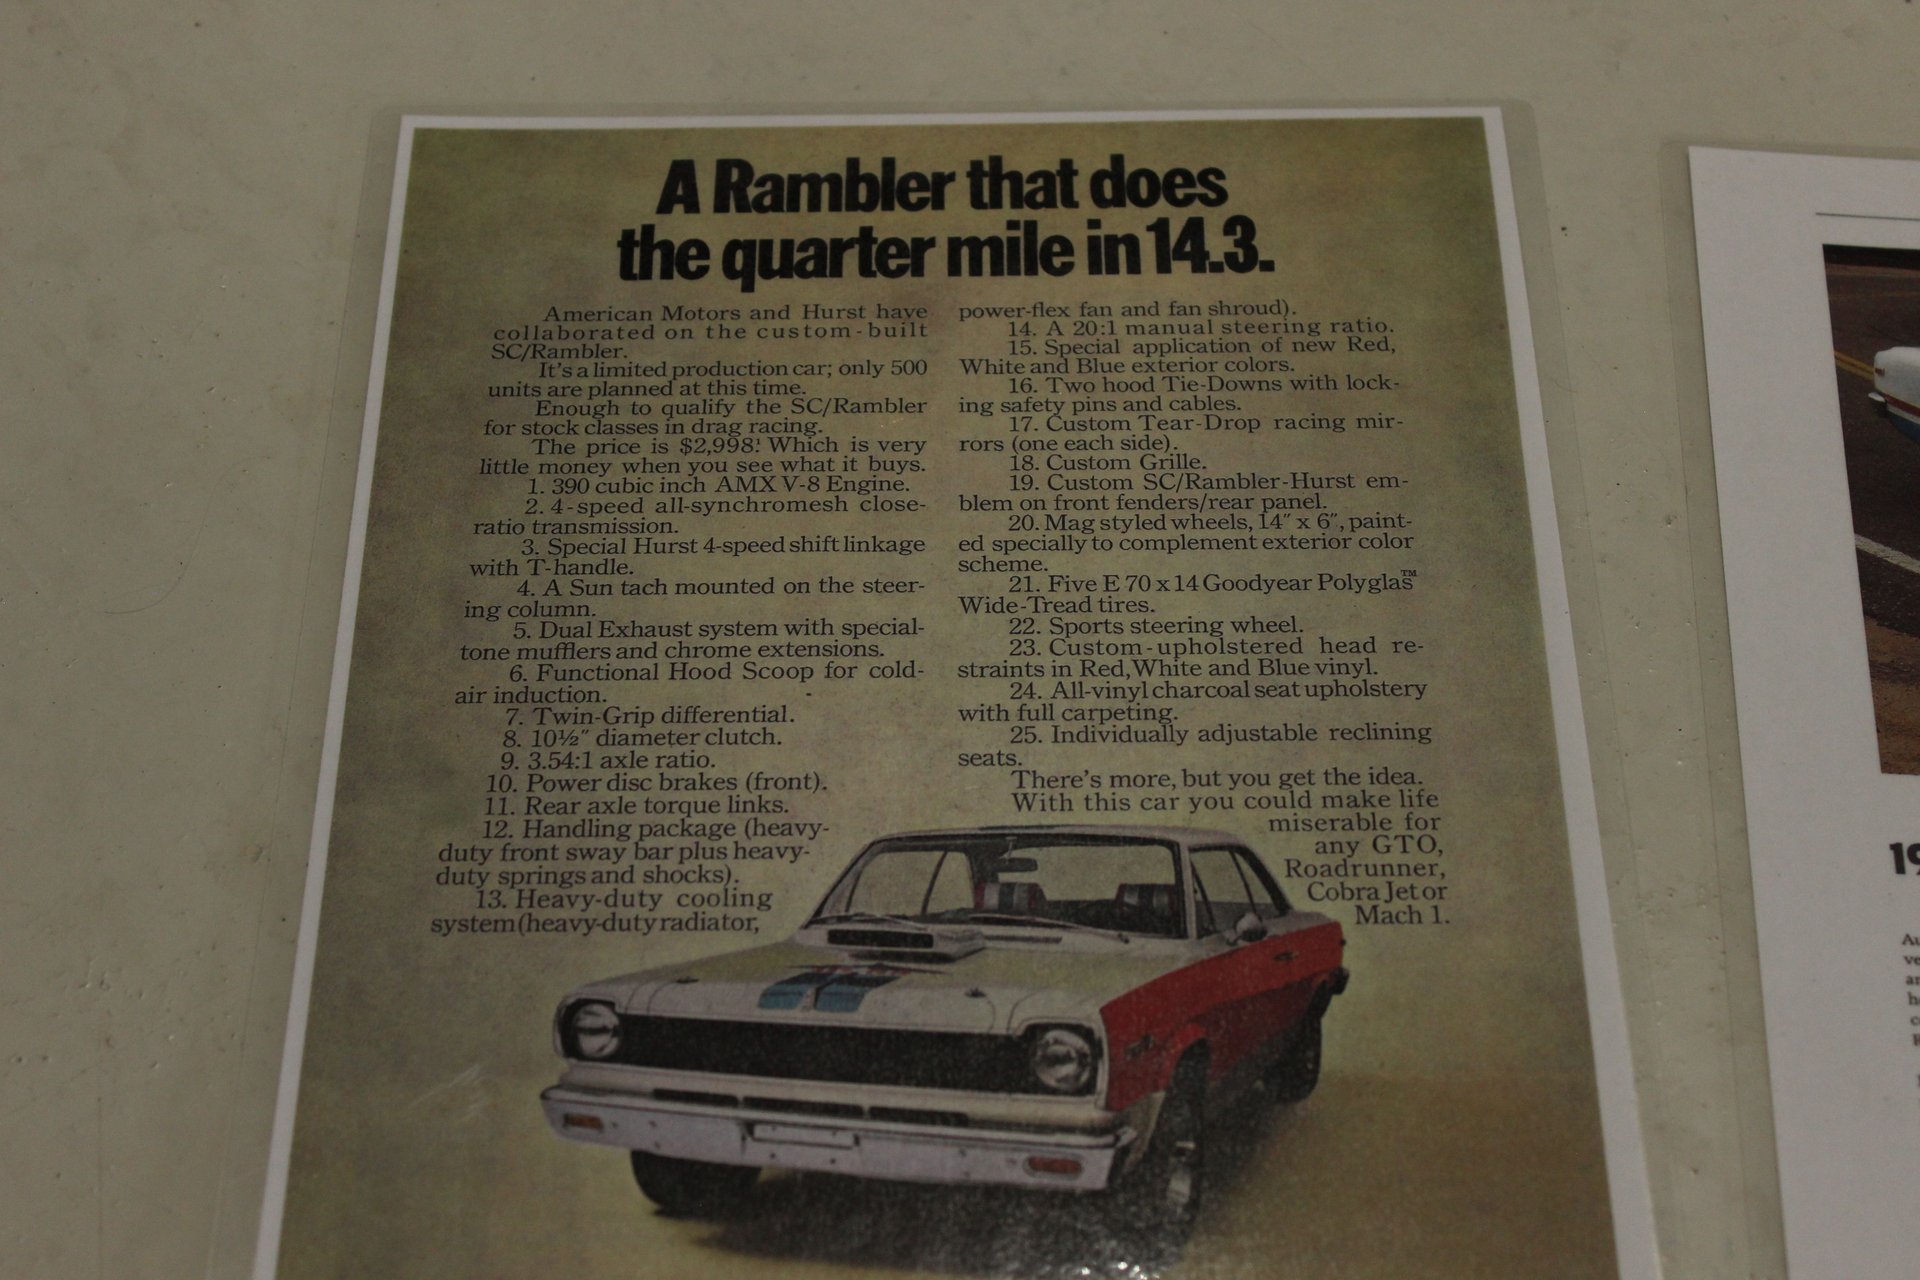 A Rambler that does
the quarter mile in 14.3.
American Motors and Hurst have
collaborated on the custom-built
SC/Rambler.
It's a limited production car; only 500
units are planned at this time.
Enough to qualify the SC/Rambler
for stock classes in drag racing.
The price is $2,998.¹ Which is very
little money when you see what it buys.
1. 390 cubic inch AMX V-8 Engine.
2. 4-speed all-synchromesh close-
ratio transmission.
3. Special Hurst 4-speed shift linkage
with T-handle.
4. A Sun tach mounted on the steer-
ing column.
5. Dual Exhaust system with special-
tone mufflers and chrome extensions.
6. Functional Hood Scoop for cold-
air induction.
7. Twin-Grip differential.
8. 10½″ diameter clutch.
9. 3.54:1 axle ratio.
10. Power disc brakes (front).
11. Rear axle torque links.
12. Handling package (heavy-
duty front sway bar plus heavy-
duty springs and shocks).
13. Heavy-duty cooling
system (heavy-duty radiator,
power-flex fan and fan shroud).
14. A 20:1 manual steering ratio.
15. Special application of new Red,
White and Blue exterior colors.
16. Two hood Tie-Downs with lock-
ing safety pins and cables.
17. Custom Tear-Drop racing mir-
rors (one each side).
18. Custom Grille.
19. Custom SC/Rambler-Hurst em-
blem on front fenders/rear panel.
20. Mag styled wheels, 14″ x 6″, paint-
ed specially to complement exterior color
scheme.
21. Five E 70 x 14 Goodyear Polyglas™
Wide-Tread tires.
22. Sports steering wheel.
23. Custom-upholstered head re-
straints in Red, White and Blue vinyl.
24. All-vinyl charcoal seat upholstery
with full carpeting.
25. Individually adjustable reclining
seats.
There's more, but you get the idea.
With this car you could make life
miserable for
any GTO,
Roadrunner,
Cobra Jet or
Mach 1.